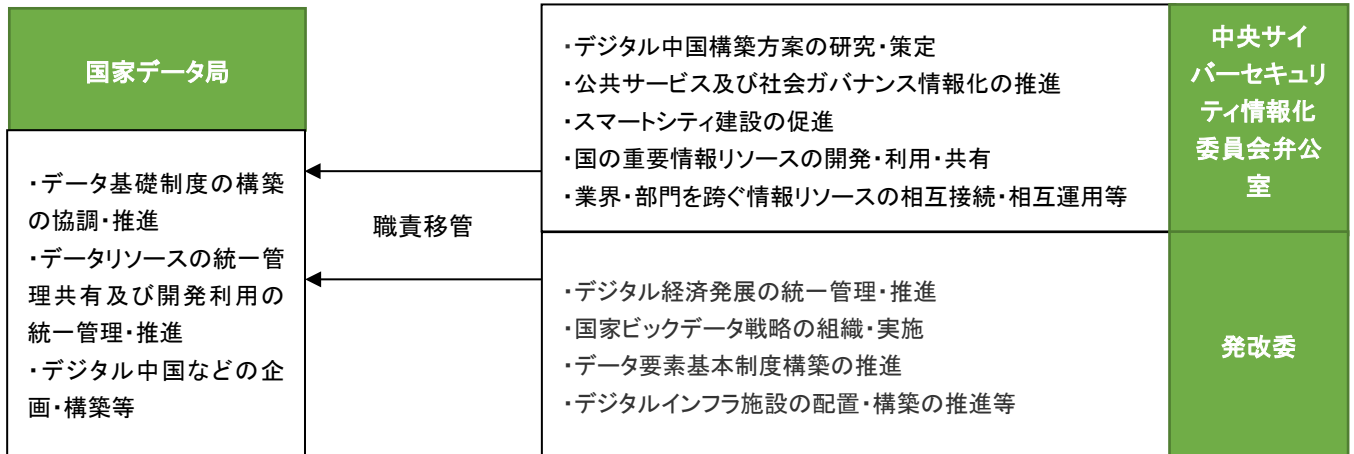 国家データ局
・データ基礎制度の構築
の協調・推進
・データリソースの統一管
理共有及び開発利用の
統一管理・推進
・デジタル中国などの企
画・構築等
職責移管
・デジタル中国構築方案の研究・策定
・公共サービス及び社会ガバナンス情報化の推進
・スマートシティ建設の促進
・国の重要情報リソースの開発・利用・共有
・業界・部門を跨ぐ情報リソースの相互接続・相互運用等
中央サイ
バーセキュリ
ティ情報化
委員会弁公
室
・デジタル経済発展の統一管理・推進
・国家ビックデータ戦略の組織・実施
・データ要素基本制度構築の推進
・デジタルインフラ施設の配置・構築の推進等
発改委